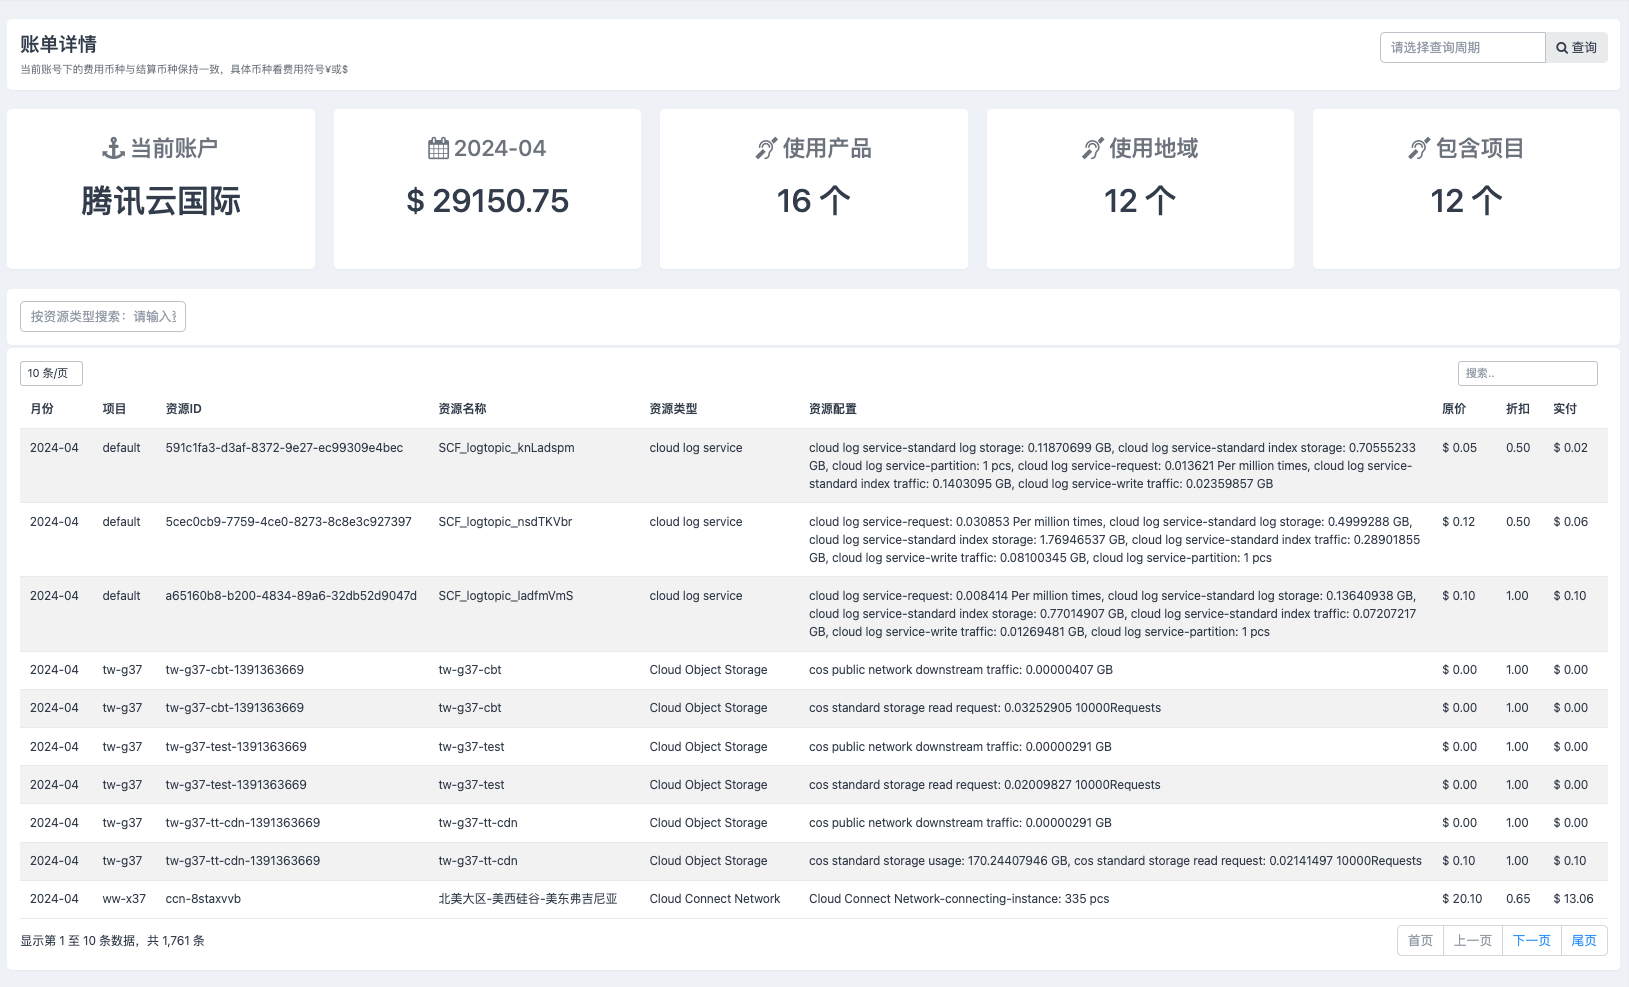 账单详情
当前账号下的费用币种与结算币种保持一致，具体币种看费用符号¥或$
请选择查询周期 查询
当前账户
腾讯云国际
2024-04
$ 29150.75
使用产品
16 个
使用地域
12 个
包含项目
12 个
按资源类型搜索：请输入
10 条/页
搜索..
月份 项目 资源ID 资源名称 资源类型 资源配置 原价 折扣 实付
2024-04 default 591c1fa3-d3af-8372-9e27-ec99309e4bec SCF_logtopic_knLadspm cloud log service cloud log service-standard log storage: 0.11870699 GB, cloud log service-standard index storage: 0.70555233 $ 0.05 0.50 $ 0.02
GB, cloud log service-partition: 1 pcs, cloud log service-request: 0.013621 Per million times, cloud log service-
standard index traffic: 0.1403095 GB, cloud log service-write traffic: 0.02359857 GB
2024-04 default 5cec0cb9-7759-4ce0-8273-8c8e3c927397 SCF_logtopic_nsdTKVbr cloud log service cloud log service-request: 0.030853 Per million times, cloud log service-standard log storage: 0.4999288 GB, $ 0.12 0.50 $ 0.06
cloud log service-standard index storage: 1.76946537 GB, cloud log service-standard index traffic: 0.28901855
GB, cloud log service-write traffic: 0.08100345 GB, cloud log service-partition: 1 pcs
2024-04 default a65160b8-b200-4834-89a6-32db52d9047d SCF_logtopic_ladfmVmS cloud log service cloud log service-request: 0.008414 Per million times, cloud log service-standard log storage: 0.13640938 GB, $ 0.10 1.00 $ 0.10
cloud log service-standard index storage: 0.77014907 GB, cloud log service-standard index traffic: 0.07207217
GB, cloud log service-write traffic: 0.01269481 GB, cloud log service-partition: 1 pcs
2024-04 tw-g37 tw-g37-cbt-1391363669 tw-g37-cbt Cloud Object Storage cos public network downstream traffic: 0.00000407 GB $ 0.00 1.00 $ 0.00
2024-04 tw-g37 tw-g37-cbt-1391363669 tw-g37-cbt Cloud Object Storage cos standard storage read request: 0.03252905 10000Requests $ 0.00 1.00 $ 0.00
2024-04 tw-g37 tw-g37-test-1391363669 tw-g37-test Cloud Object Storage cos public network downstream traffic: 0.00000291 GB $ 0.00 1.00 $ 0.00
2024-04 tw-g37 tw-g37-test-1391363669 tw-g37-test Cloud Object Storage cos standard storage read request: 0.02009827 10000Requests $ 0.00 1.00 $ 0.00
2024-04 tw-g37 tw-g37-tt-cdn-1391363669 tw-g37-tt-cdn Cloud Object Storage cos public network downstream traffic: 0.00000291 GB $ 0.00 1.00 $ 0.00
2024-04 tw-g37 tw-g37-tt-cdn-1391363669 tw-g37-tt-cdn Cloud Object Storage cos standard storage usage: 170.24407946 GB, cos standard storage read request: 0.02141497 10000Requests $ 0.10 1.00 $ 0.10
2024-04 ww-x37 ccn-8staxvvb 北美大区-美西硅谷-美东弗吉尼亚 Cloud Connect Network Cloud Connect Network-connecting-instance: 335 pcs $ 20.10 0.65 $ 13.06
显示第 1 至 10 条数据，共 1,761 条
首页 上一页 下一页 尾页